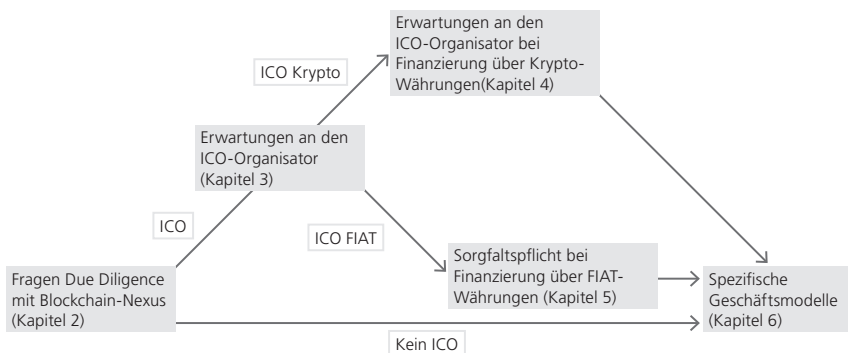 Erwartungen an den
ICO-Organisator bei
Finanzierung über Krypto-
Währungen(Kapitel 4)
ICO Krypto
Erwartungen an den
ICO-Organisator
(Kapitel 3)
ICO
ICO FIAT
Sorgfaltspflicht bei
Finanzierung über FIAT-
Währungen (Kapitel 5)
Fragen Due Diligence
mit Blockchain-Nexus
(Kapitel 2)
Spezifische
Geschäftsmodelle
(Kapitel 6)
Kein ICO